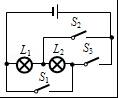 S₂
L₁ L₂ S₃
S₁